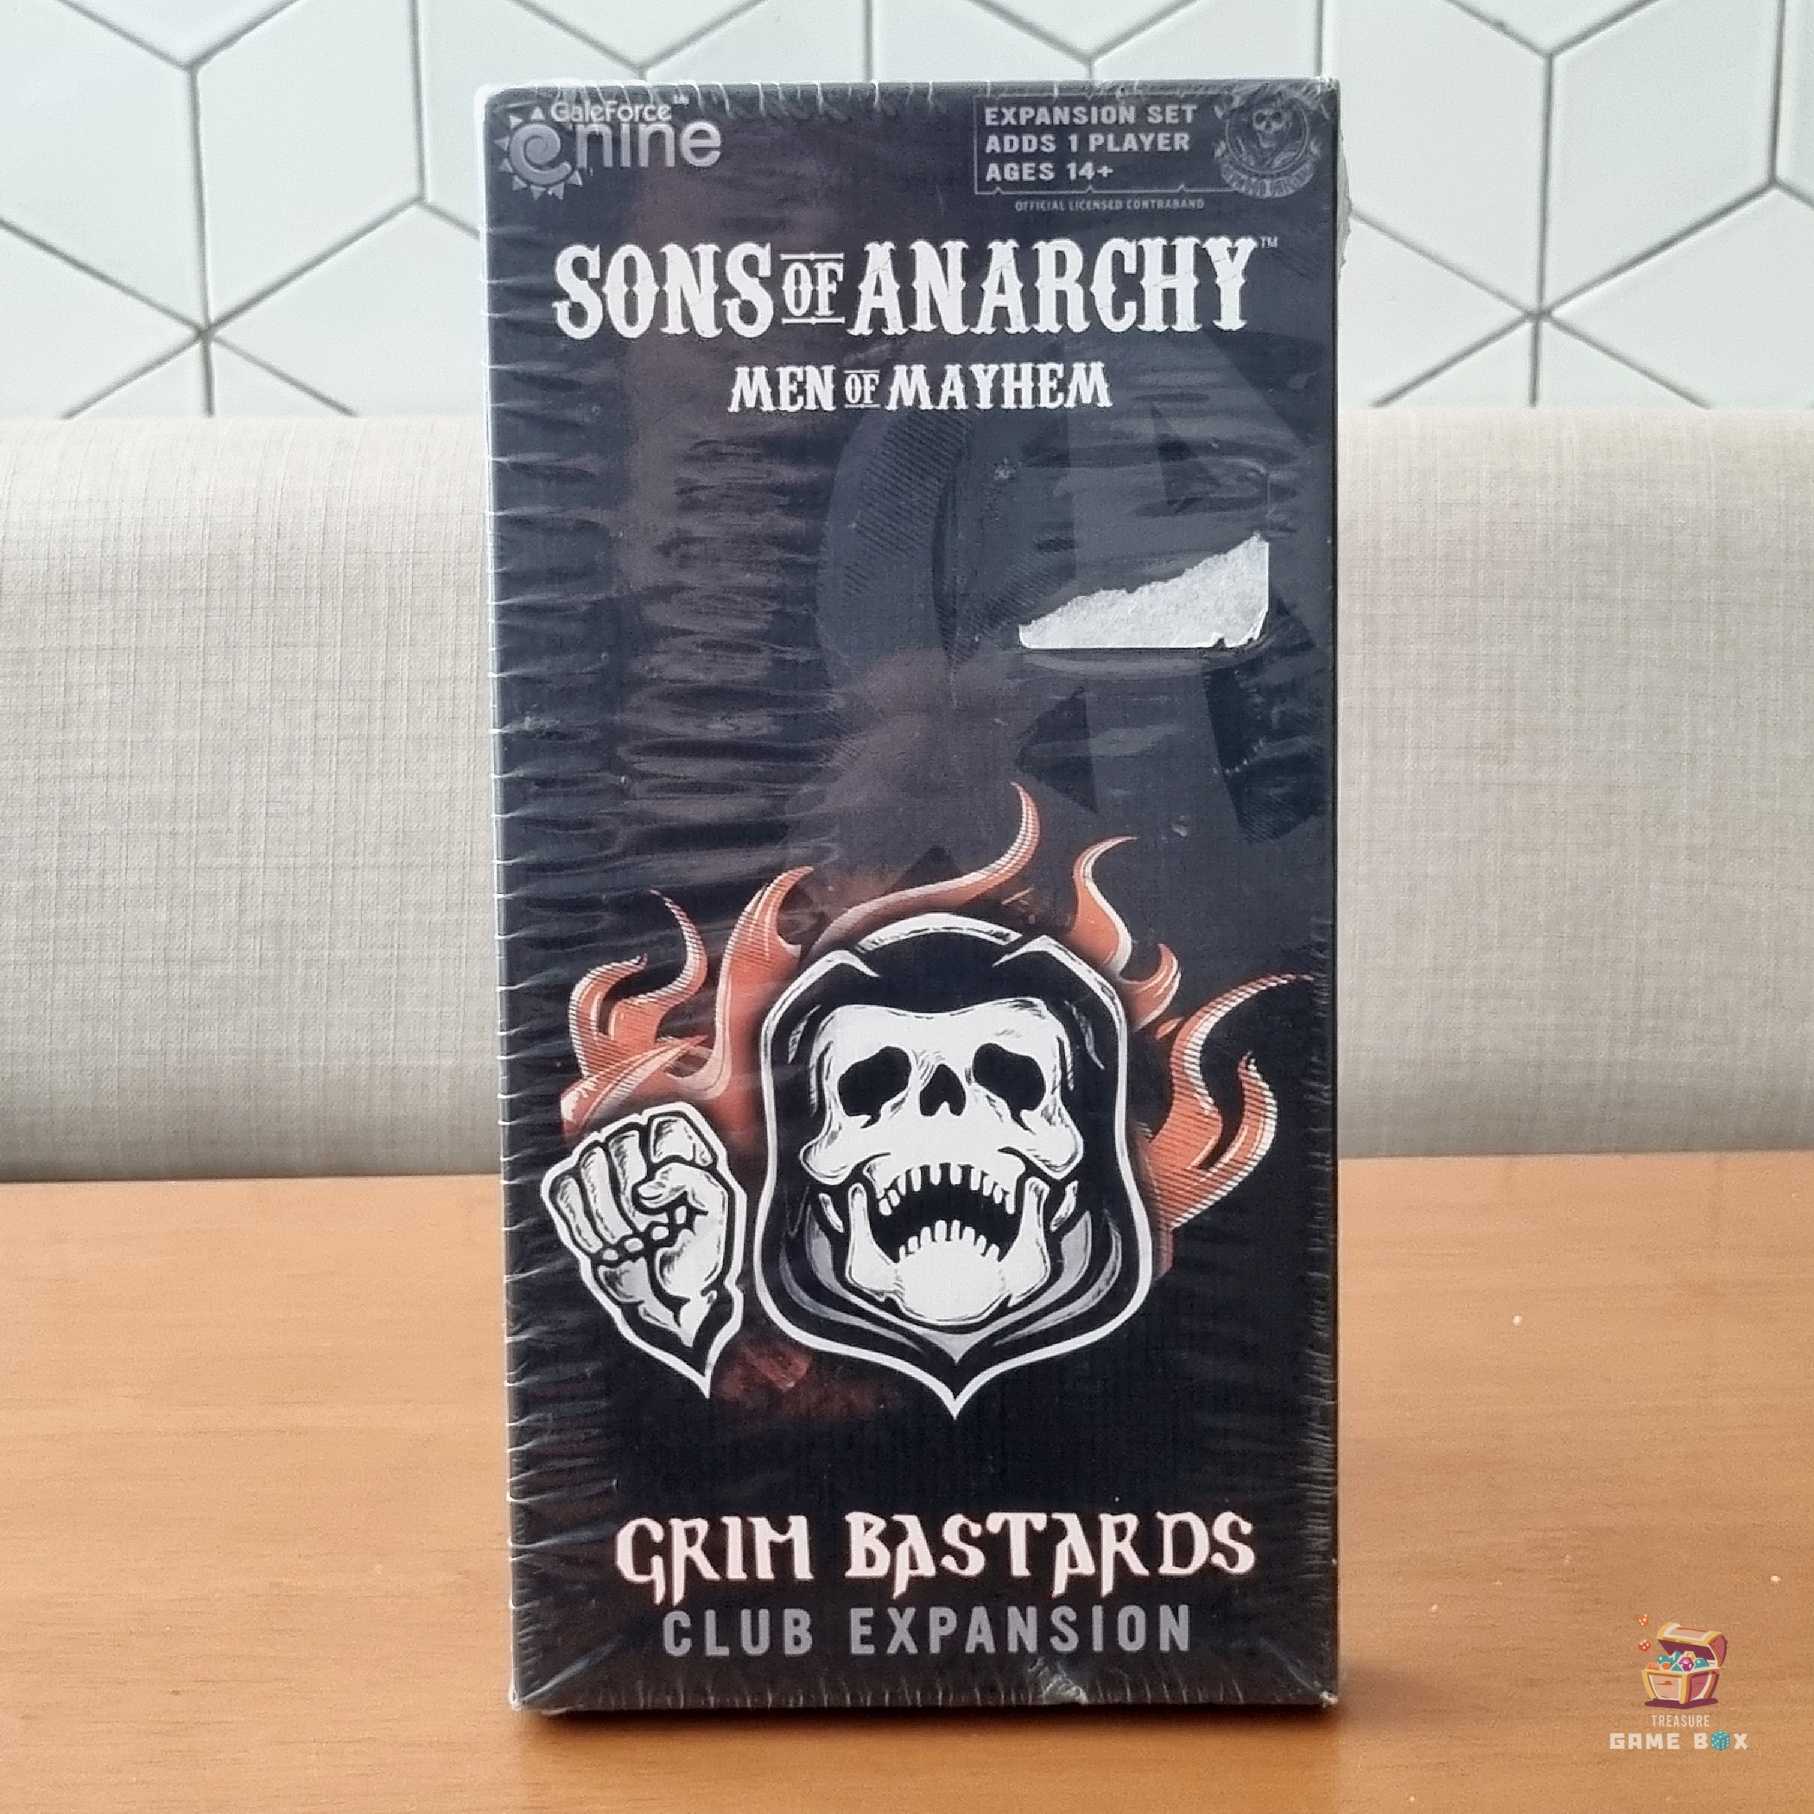 GaleForce™
nine
EXPANSION SET
ADDS 1 PLAYER
AGES 14+
OFFICIAL LICENSED CONTRABAND
SONS OF ANARCHY™
MEN OF MAYHEM
GRIM BASTARDS
CLUB EXPANSION
TREASURE
GAME BOX